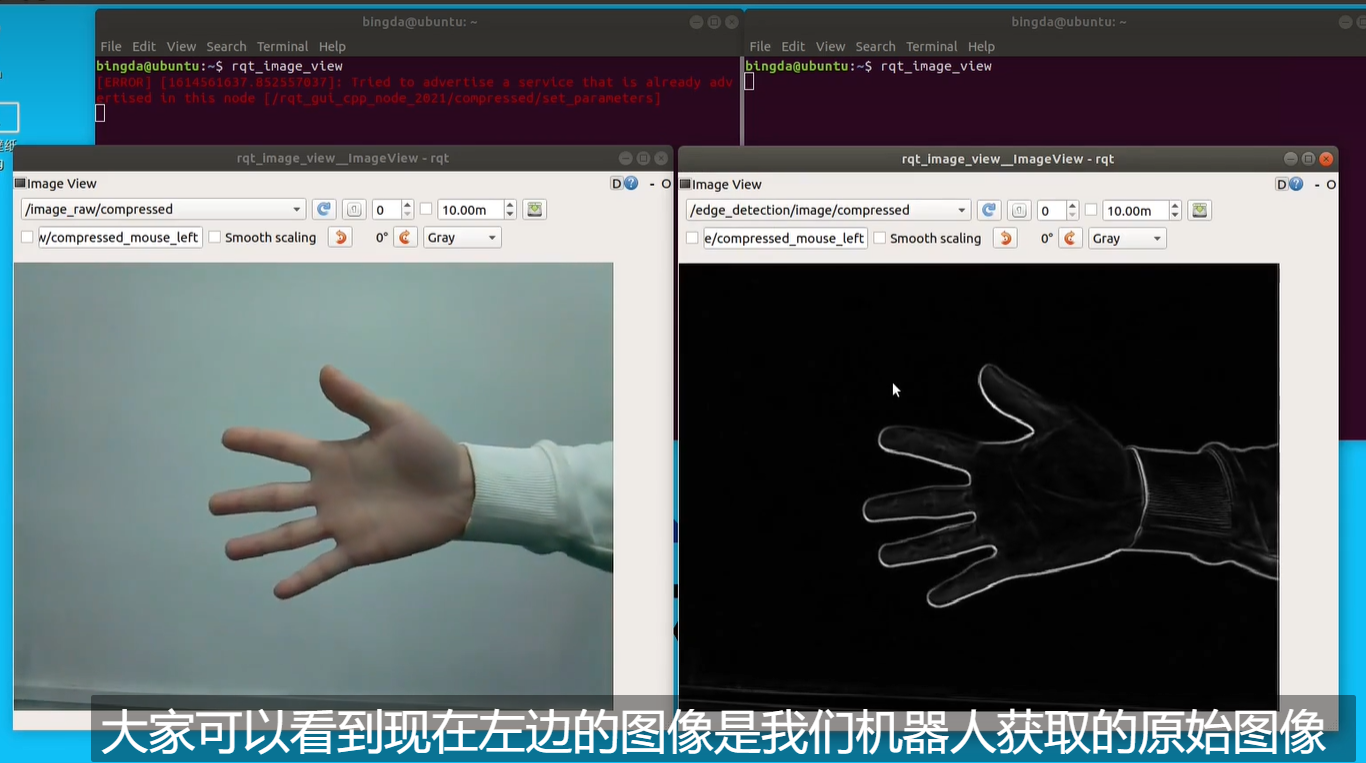 bingda@ubuntu: ~
File Edit View Search Terminal Help
bingda@ubuntu:~$ rqt_image_view
[ERROR] [1614561637.852557037]: Tried to advertise a service that is already adv
ertised in this node [/rqt_gui_cpp_node_2021/compressed/set_parameters]
bingda@ubuntu: ~
File Edit View Search Terminal Help
bingda@ubuntu:~$ rqt_image_view
rqt_image_view__ImageView - rqt
Image View
D ? - O
/image_raw/compressed 0 10.00m
w/compressed_mouse_left Smooth scaling 0° Gray
rqt_image_view__ImageView - rqt
Image View
D ? - O
/edge_detection/image/compressed 0 10.00m
e/compressed_mouse_left Smooth scaling 0° Gray
大家可以看到现在左边的图像是我们机器人获取的原始图像